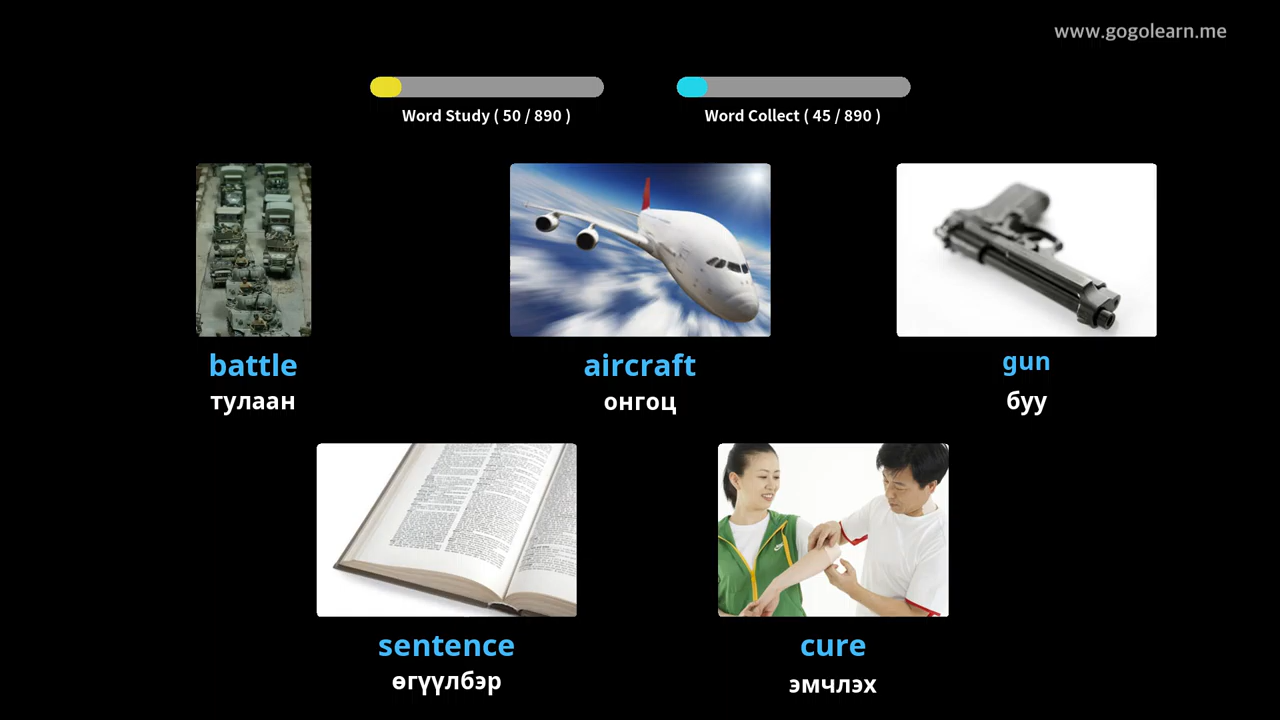 www.gogolearn.me
Word Study ( 50 / 890 )
Word Collect ( 45 / 890 )
battle
тулаан
aircraft
онгоц
gun
буу
sentence
өгүүлбэр
cure
эмчлэх